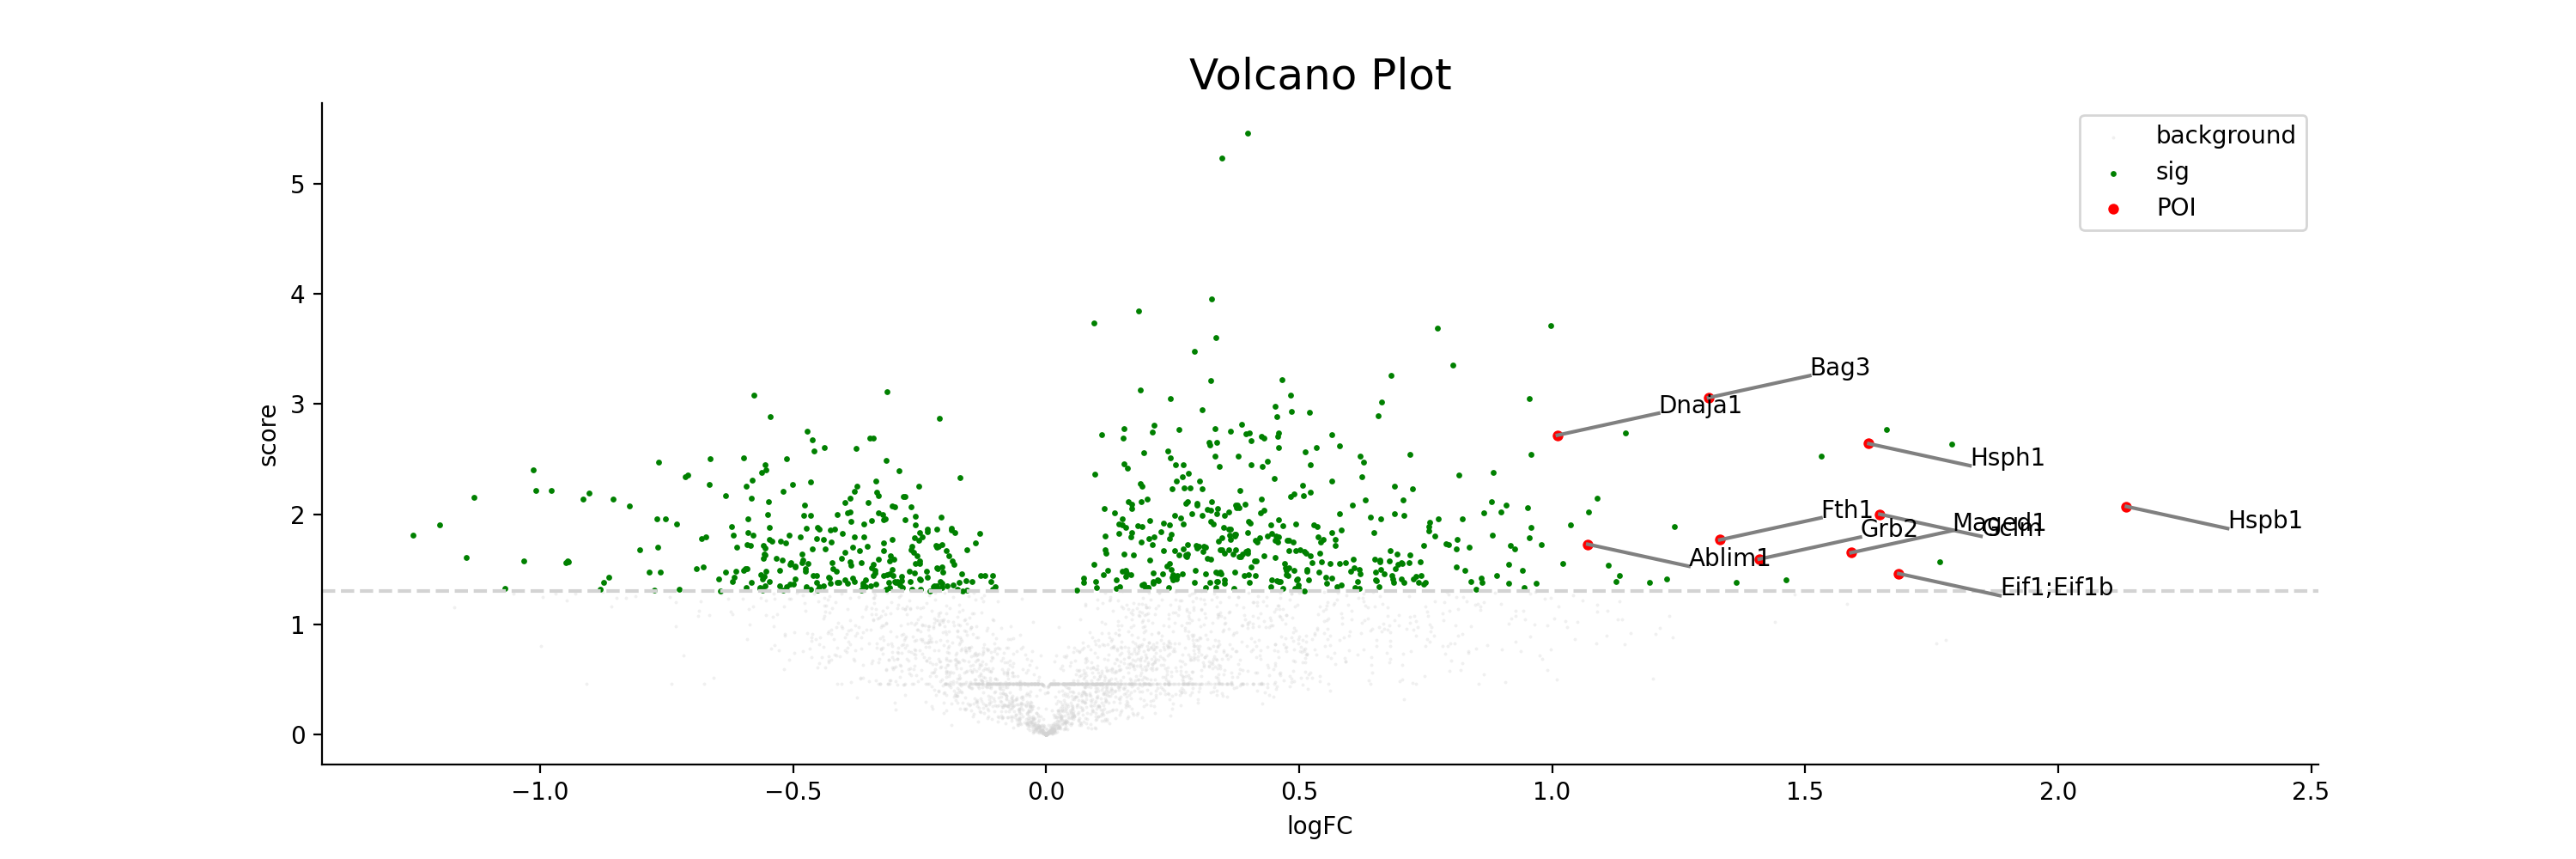 Volcano Plot
background
sig
POI
5
4
3
2
1
0
score
Bag3
Dnaja1
Hsph1
Fth1
Grb2
Maged1
Gclm
Hspb1
Ablim1
Eif1;Eif1b
−1.0
−0.5
0.0
0.5
1.0
1.5
2.0
2.5
logFC